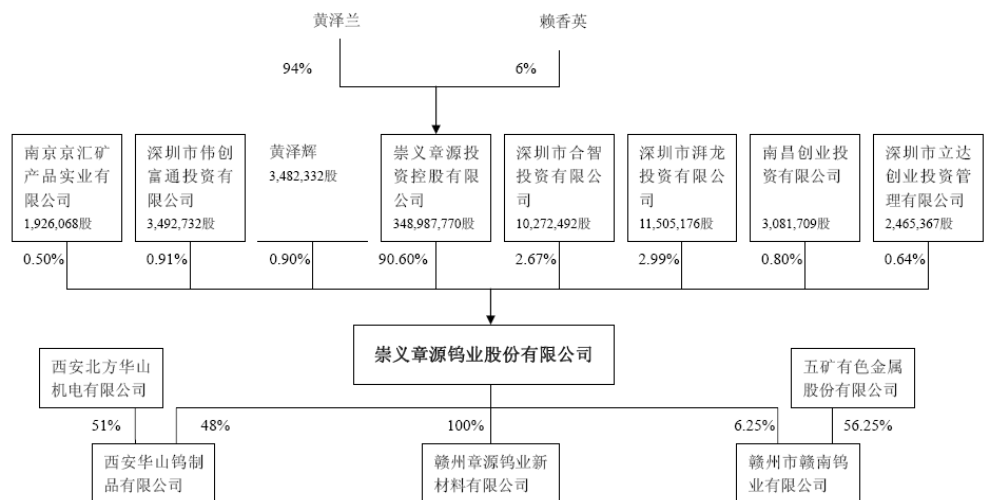 黄泽兰
赖香英
94%
6%
南京京汇矿
产品实业有
限公司
1,926,068股
深圳市伟创
富通投资有
限公司
3,492,732股
黄泽辉
3,482,332股
崇义章源投
资控股有限
公司
348,987,770股
深圳市合智
投资有限公
司
10,272,492股
深圳市湃龙
投资有限公
司
11,505,176股
南昌创业投
资有限公司
3,081,709股
深圳市立达
创业投资管
理有限公司
2,465,367股
0.50%
0.91%
0.90%
90.60%
2.67%
2.99%
0.80%
0.64%
崇义章源钨业股份有限公司
西安北方华山
机电有限公司
五矿有色金属
股份有限公司
51%
48%
100%
6.25%
56.25%
西安华山钨制
品有限公司
赣州章源钨业新
材料有限公司
赣州市赣南钨
业有限公司